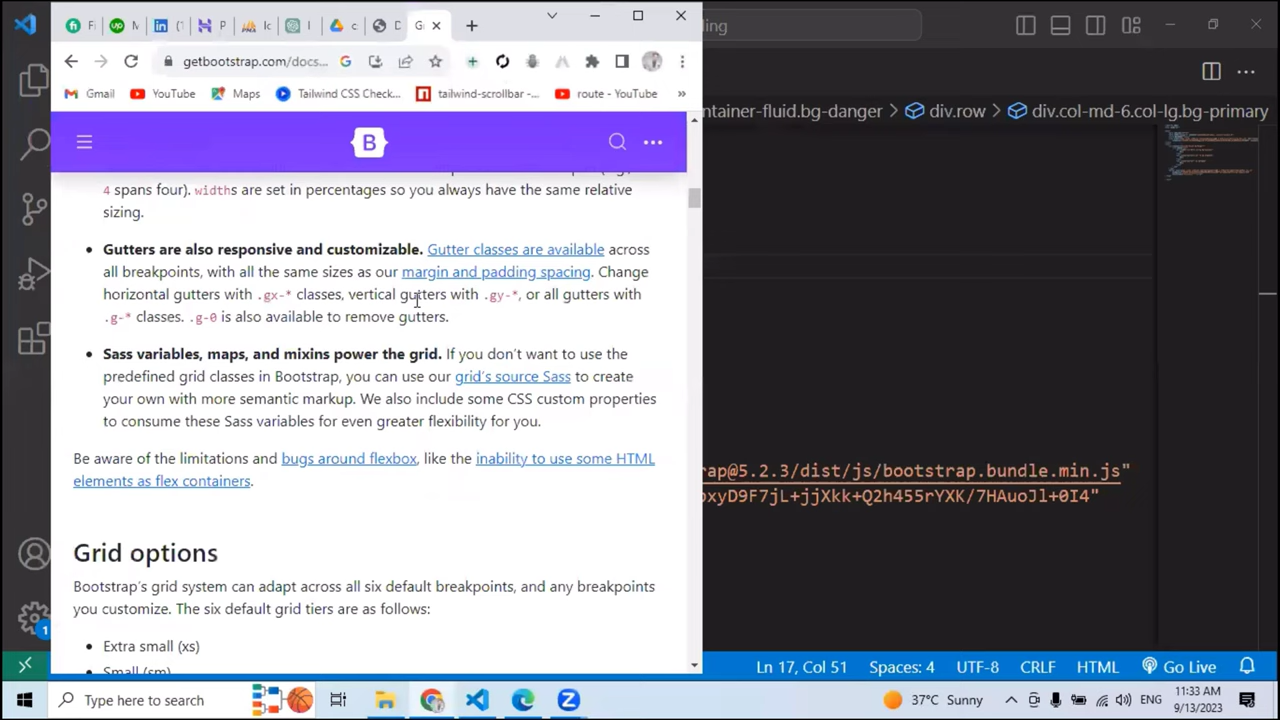 Fi
M
(1
P
Ic
I
c
D
G
ling
getbootstrap.com/docs...
Gmail
YouTube
Maps
Tailwind CSS Check...
tailwind-scrollbar -...
route - YouTube
»
ntainer-fluid.bg-danger
div.row
div.col-md-6.col-lg.bg-primary
B
4 spans four). widths are set in percentages so you always have the same relative
sizing.
Gutters are also responsive and customizable. Gutter classes are available across
all breakpoints, with all the same sizes as our margin and padding spacing. Change
horizontal gutters with .gx-* classes, vertical gutters with .gy-*, or all gutters with
.g-* classes. .g-0 is also available to remove gutters.
Sass variables, maps, and mixins power the grid. If you don't want to use the
predefined grid classes in Bootstrap, you can use our grid's source Sass to create
your own with more semantic markup. We also include some CSS custom properties
to consume these Sass variables for even greater flexibility for you.
Be aware of the limitations and bugs around flexbox, like the inability to use some HTML
elements as flex containers.
Grid options
Bootstrap's grid system can adapt across all six default breakpoints, and any breakpoints
you customize. The six default grid tiers are as follows:
Extra small (xs)
Small (sm)
rap@5.2.3/dist/js/bootstrap.bundle.min.js"
oxyD9F7jL+jjXkk+Q2h455rYXK/7HAuoJl+0I4"
1
Ln 17, Col 51
Spaces: 4
UTF-8
CRLF
HTML
Go Live
Type here to search
37°C Sunny
ENG
11:33 AM
9/13/2023